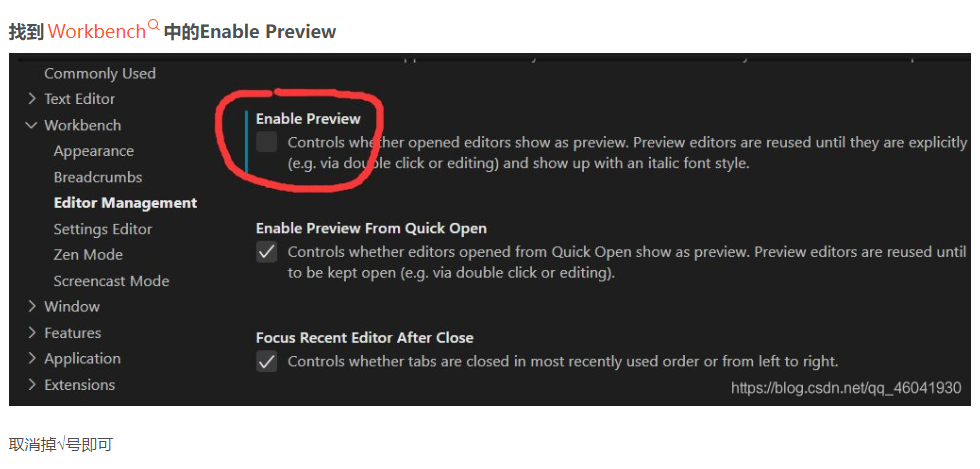 找到 Workbench 中的Enable Preview
Commonly Used
Text Editor
Workbench
Appearance
Breadcrumbs
Editor Management
Settings Editor
Zen Mode
Screencast Mode
Window
Features
Application
Extensions
Enable Preview
Controls whether opened editors show as preview. Preview editors are reused until they are explicitly
(e.g. via double click or editing) and show up with an italic font style.
Enable Preview From Quick Open
Controls whether editors opened from Quick Open show as preview. Preview editors are reused until
to be kept open (e.g. via double click or editing).
Focus Recent Editor After Close
Controls whether tabs are closed in most recently used order or from left to right.
https://blog.csdn.net/qq_46041930
取消掉√号即可